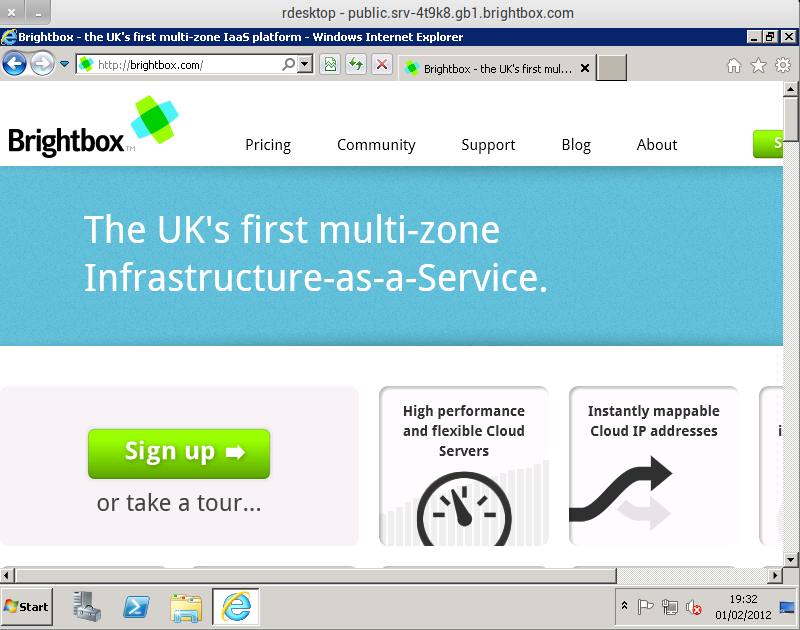 rdesktop - public.srv-4t9k8.gb1.brightbox.com
Brightbox - the UK's first multi-zone IaaS platform - Windows Internet Explorer
http://brightbox.com/
Brightbox - the UK's first mul...
Brightbox TM
Pricing Community Support Blog About S
The UK's first multi-zone
Infrastructure-as-a-Service.
Sign up
or take a tour...
High performance
and flexible Cloud
Servers
Instantly mappable
Cloud IP addresses
Start
19:32
01/02/2012